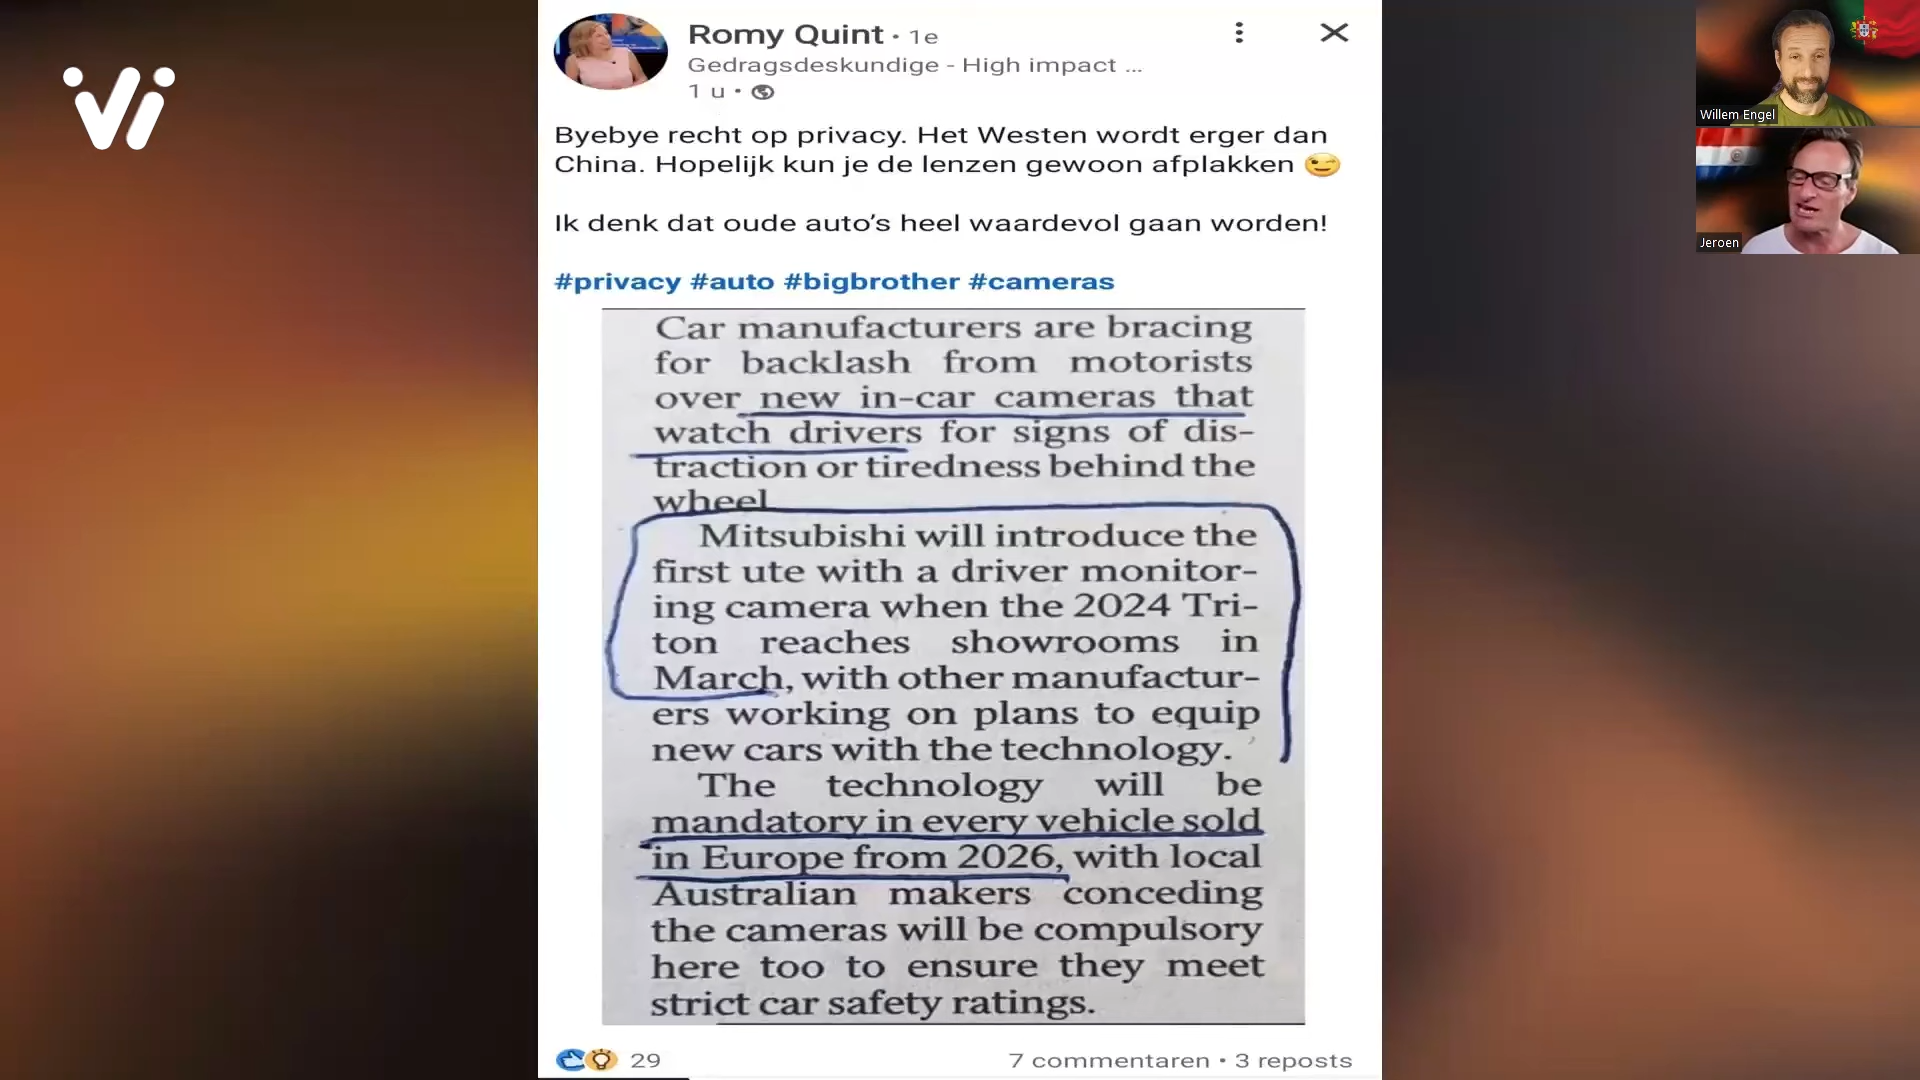 Vi
Romy Quint • 1e
Gedragsdeskundige - High impact ...
1 u •
Byebye recht op privacy. Het Westen wordt erger dan
China. Hopelijk kun je de lenzen gewoon afplakken 😉
Ik denk dat oude auto’s heel waardevol gaan worden!
#privacy #auto #bigbrother #cameras
Car manufacturers are bracing
for backlash from motorists
over new in-car cameras that
watch drivers for signs of dis-
traction or tiredness behind the
wheel
Mitsubishi will introduce the
first ute with a driver monitor-
ing camera when the 2024 Tri-
ton reaches showrooms in
March, with other manufactur-
ers working on plans to equip
new cars with the technology.
The technology will be
mandatory in every vehicle sold
in Europe from 2026, with local
Australian makers conceding
the cameras will be compulsory
here too to ensure they meet
strict car safety ratings.
29
7 commentaren • 3 reposts
Willem Engel
Jeroen